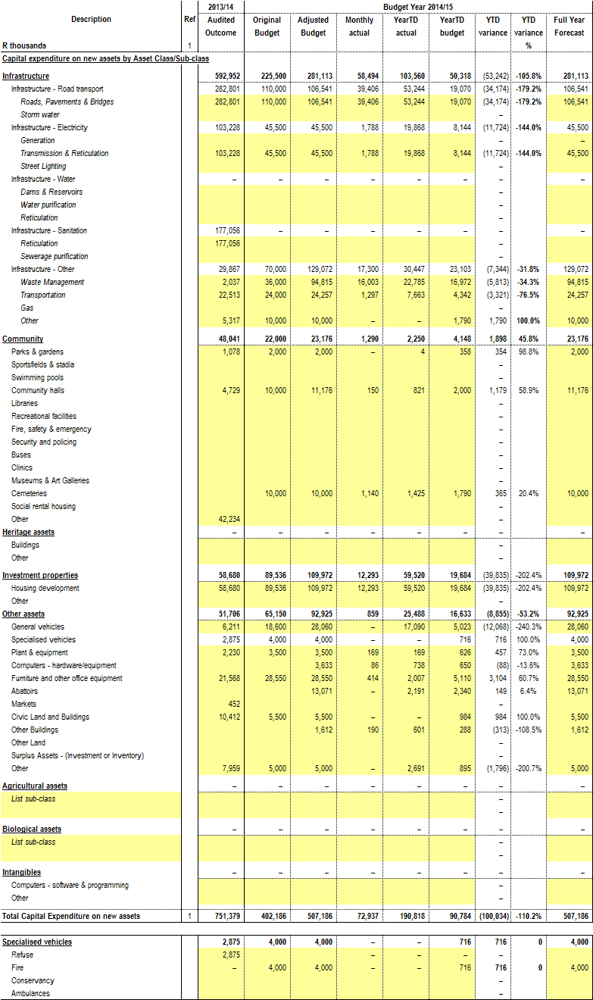 2013/14 Budget Year 2014/15
Description Ref Audited Original Adjusted Monthly YearTD YearTD YTD YTD Full Year
Outcome Budget Budget actual actual budget variance variance Forecast
R thousands 1 %
Capital expenditure on new assets by Asset Class/Sub-class
Infrastructure 592,952 225,500 281,113 58,494 103,560 50,318 (53,242) -105.8% 281,113
Infrastructure - Road transport 282,801 110,000 106,541 39,406 53,244 19,070 (34,174) -179.2% 106,541
Roads, Pavements & Bridges 282,801 110,000 106,541 39,406 53,244 19,070 (34,174) -179.2% 106,541
Storm water –
Infrastructure - Electricity 103,228 45,500 45,500 1,788 19,868 8,144 (11,724) -144.0% 45,500
Generation – –
Transmission & Reticulation 103,228 45,500 45,500 1,788 19,868 8,144 (11,724) -144.0% 45,500
Street Lighting –
Infrastructure - Water – – – – – – – –
Dams & Reservoirs –
Water purification –
Reticulation –
Infrastructure - Sanitation 177,056 – – – – – – –
Reticulation 177,056 –
Sewerage purification –
Infrastructure - Other 29,867 70,000 129,072 17,300 30,447 23,103 (7,344) -31.8% 129,072
Waste Management 2,037 36,000 94,815 16,003 22,785 16,972 (5,813) -34.3% 94,815
Transportation 22,513 24,000 24,257 1,297 7,663 4,342 (3,321) -76.5% 24,257
Gas –
Other 5,317 10,000 10,000 – – 1,790 1,790 100.0% 10,000
Community 48,041 22,000 23,176 1,290 2,250 4,148 1,898 45.8% 23,176
Parks & gardens 1,078 2,000 2,000 – 4 358 354 98.8% 2,000
Sportsfields & stadia –
Swimming pools –
Community halls 4,729 10,000 11,176 150 821 2,000 1,179 58.9% 11,176
Libraries –
Recreational facilities –
Fire, safety & emergency –
Security and policing –
Buses –
Clinics –
Museums & Art Galleries –
Cemeteries 10,000 10,000 1,140 1,425 1,790 365 20.4% 10,000
Social rental housing –
Other 42,234 –
Heritage assets – – – – – – – –
Buildings –
Other –
Investment properties 58,680 89,536 109,972 12,293 59,520 19,684 (39,835) -202.4% 109,972
Housing development 58,680 89,536 109,972 12,293 59,520 19,684 (39,835) -202.4% 109,972
Other –
Other assets 51,706 65,150 92,925 859 25,488 16,633 (8,855) -53.2% 92,925
General vehicles 6,211 18,600 28,060 – 17,090 5,023 (12,068) -240.3% 28,060
Specialised vehicles 2,875 4,000 4,000 – – 716 716 100.0% 4,000
Plant & equipment 2,230 3,500 3,500 169 169 626 457 73.0% 3,500
Computers - hardware/equipment 3,633 86 738 650 (88) -13.6% 3,633
Furniture and other office equipment 21,568 28,550 28,550 414 2,007 5,110 3,104 60.7% 28,550
Abattoirs 13,071 – 2,191 2,340 149 6.4% 13,071
Markets 452 –
Civic Land and Buildings 10,412 5,500 5,500 – – 984 984 100.0% 5,500
Other Buildings 1,612 190 601 288 (313) -108.5% 1,612
Other Land –
Surplus Assets - (Investment or Inventory) –
Other 7,959 5,000 5,000 – 2,691 895 (1,796) -200.7% 5,000
Agricultural assets – – – – – – – –
List sub-class –
–
Biological assets – – – – – – – –
List sub-class –
–
Intangibles – – – – – – – –
Computers - software & programming –
Other –
Total Capital Expenditure on new assets 1 751,379 402,186 507,186 72,937 190,818 90,784 (100,034) -110.2% 507,186
Specialised vehicles 2,875 4,000 4,000 – – 716 716 0 4,000
Refuse 2,875 – – – –
Fire – 4,000 4,000 – – 716 716 0 4,000
Conservancy –
Ambulances –